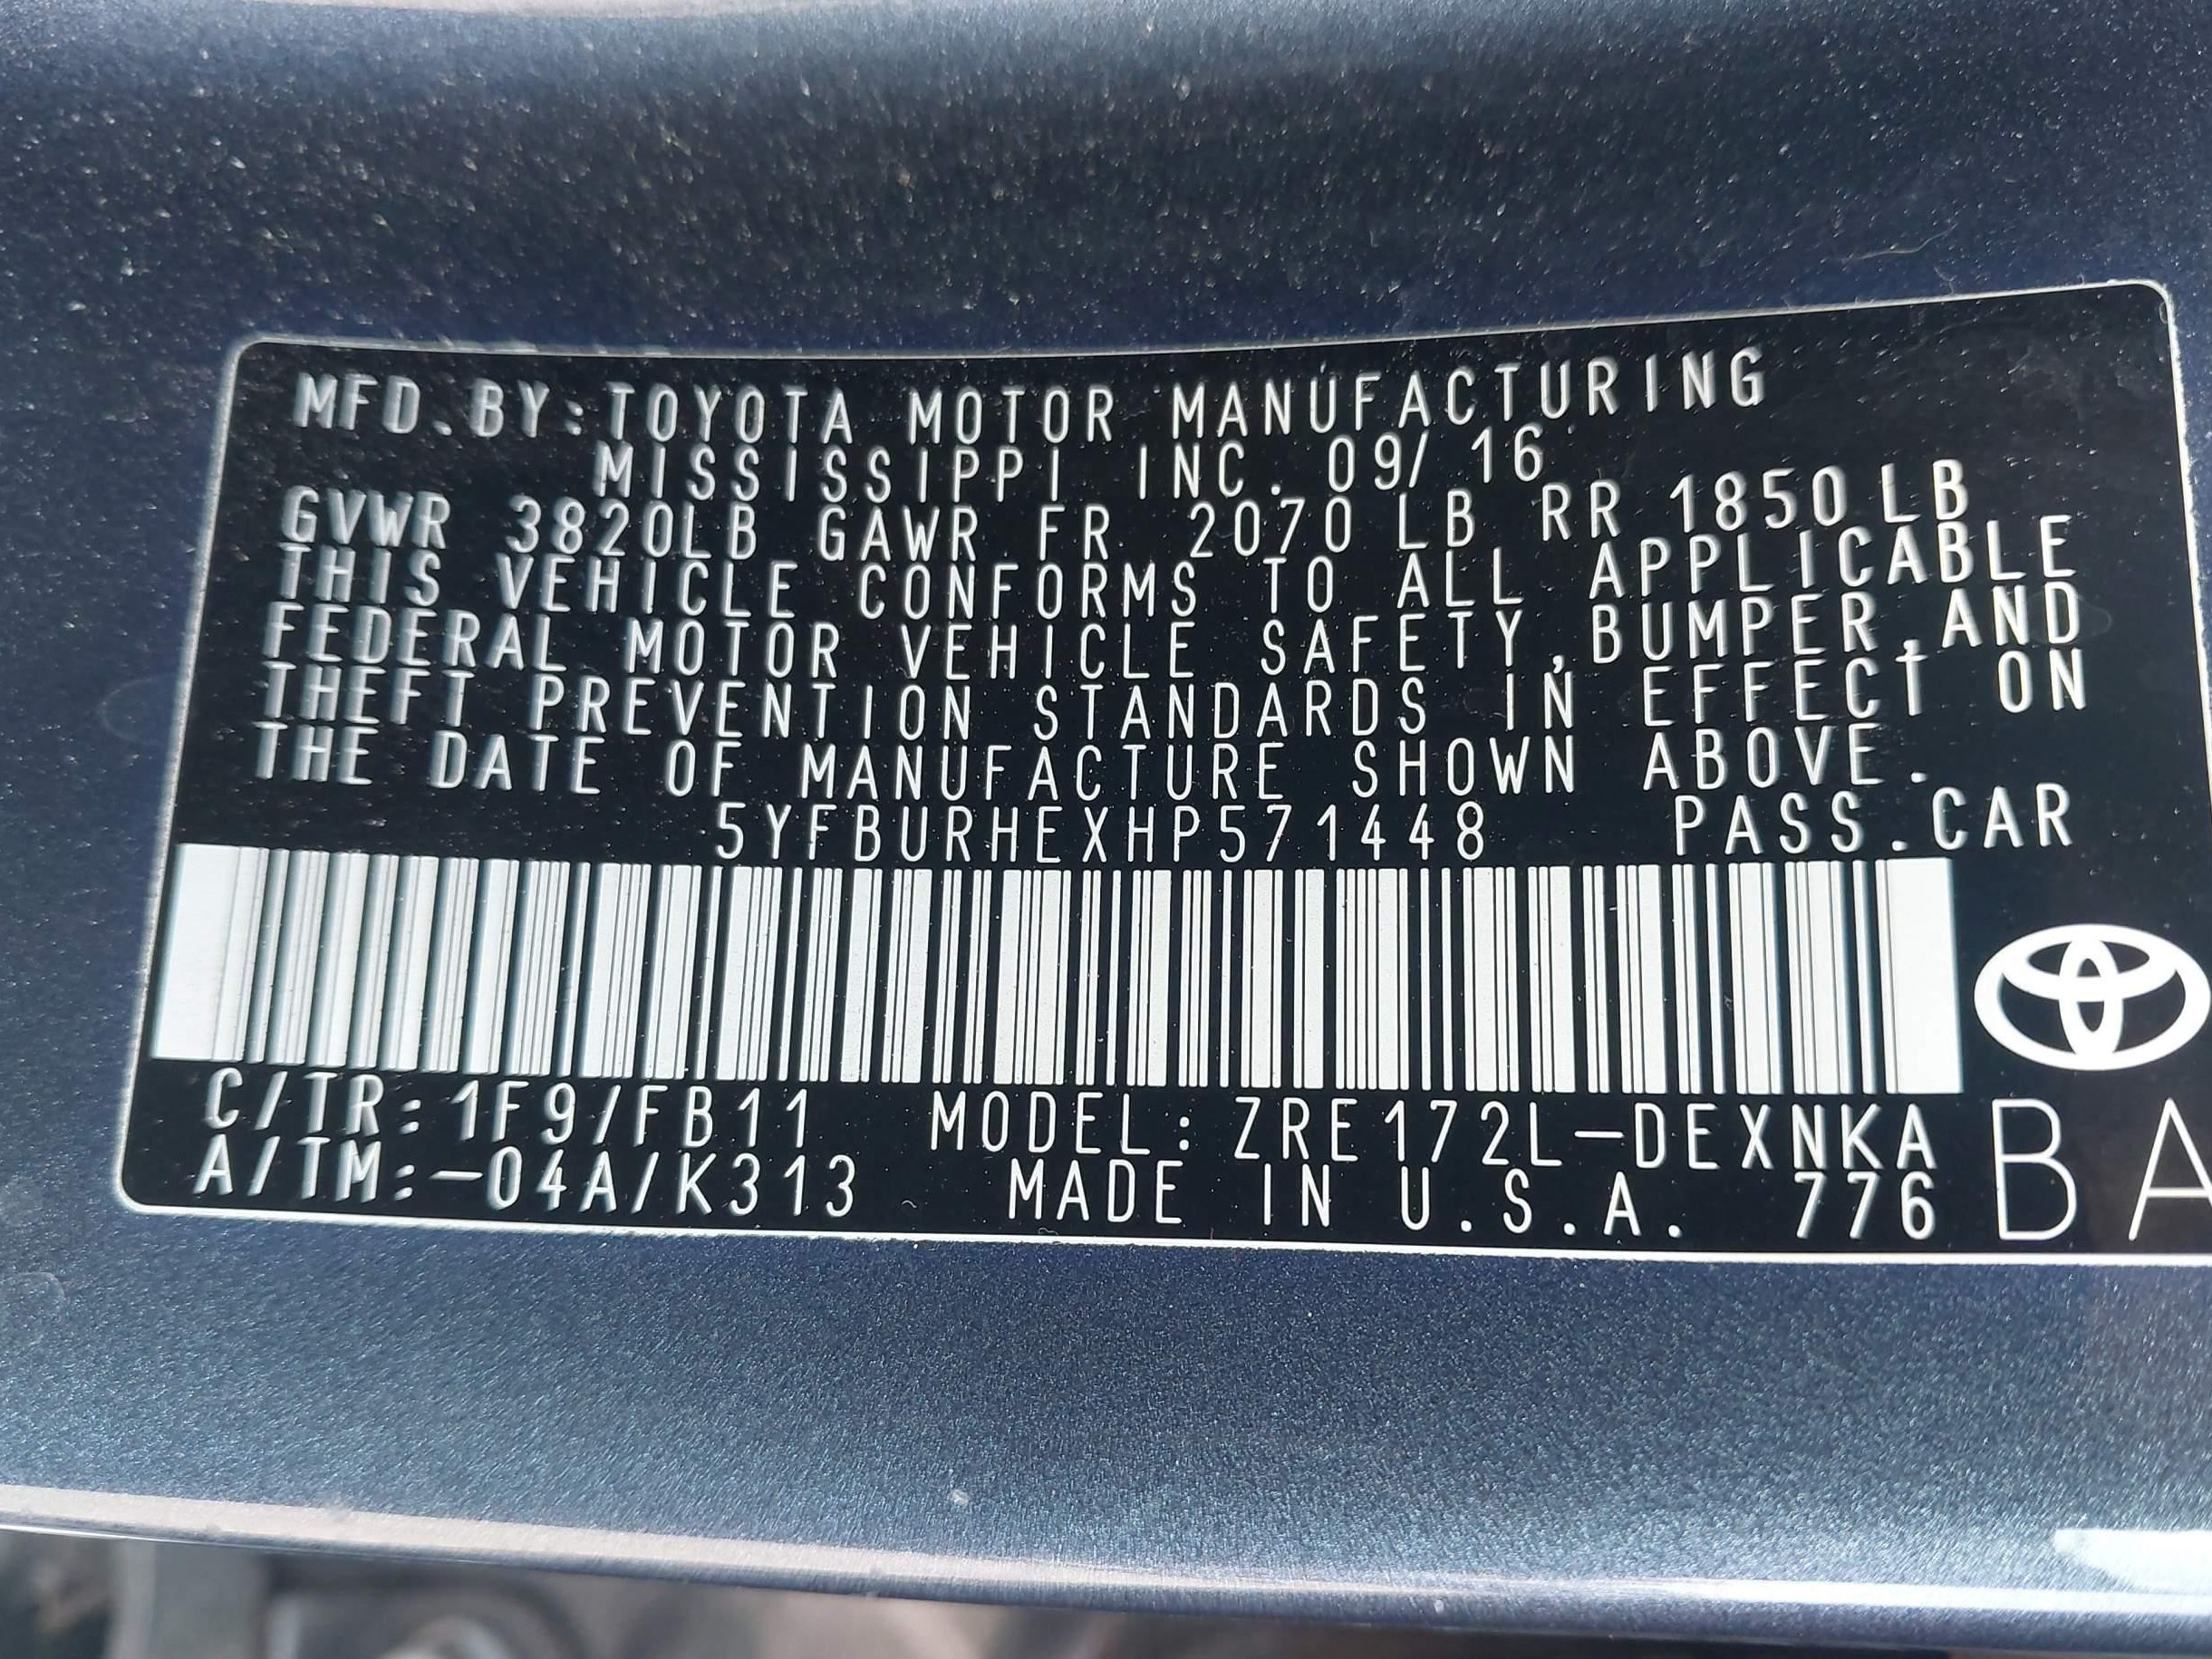 MFD.BY:TOYOTA MOTOR MANUFACTURING
MISSISSIPPI INC. 09/ 16
GVWR 3820LB GAWR FR 2070 LB RR 1850 LB
THIS VEHICLE CONFORMS TO ALL APPLICABLE
FEDERAL MOTOR VEHICLE SAFETY,BUMPER,AND
THEFT PREVENTION STANDARDS IN EFFECT ON
THE DATE OF MANUFACTURE SHOWN ABOVE.
5YFBURHEXHP571448 PASS.CAR
C/TR:1F9/FB11 MODEL:ZRE172L-DEXNKA
A/TM:-04A/K313 MADE IN U.S.A. 776
BA